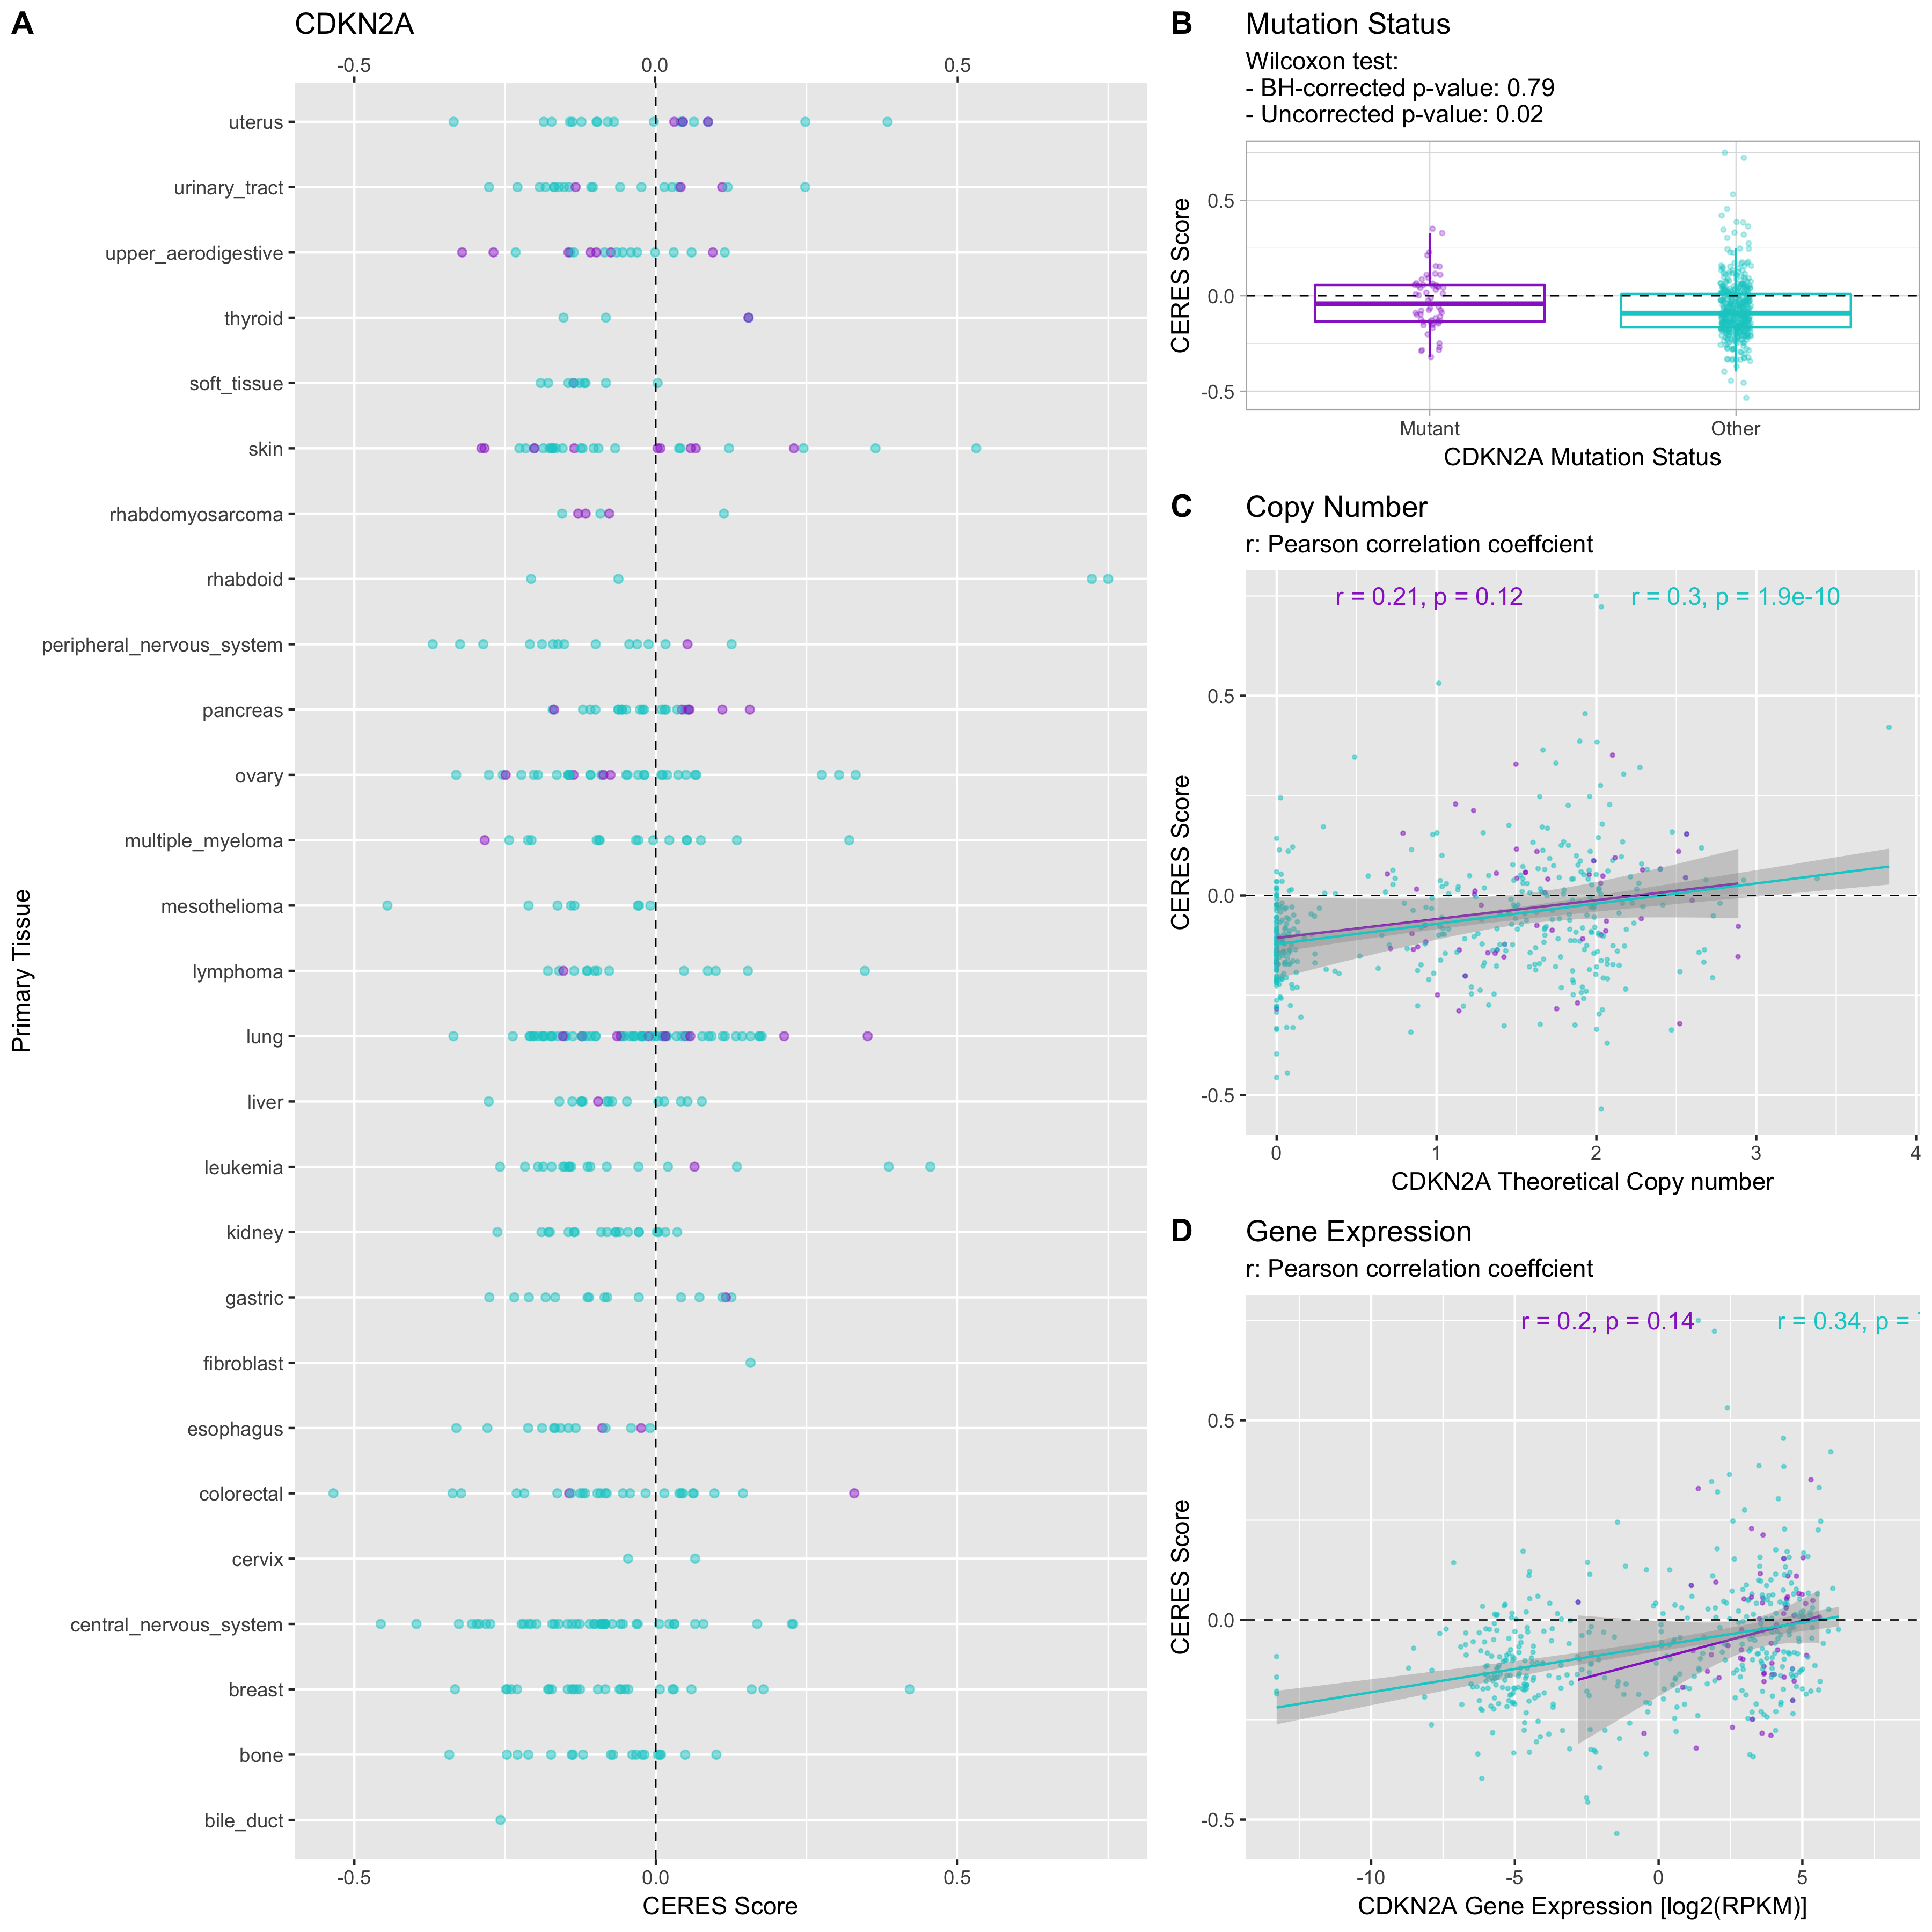 A
CDKN2A
-0.5 0.0 0.5
uterus
urinary_tract
upper_aerodigestive
thyroid
soft_tissue
skin
rhabdomyosarcoma
rhabdoid
peripheral_nervous_system
pancreas
ovary
multiple_myeloma
mesothelioma
lymphoma
lung
liver
leukemia
kidney
gastric
fibroblast
esophagus
colorectal
cervix
central_nervous_system
breast
bone
bile_duct
Primary Tissue
-0.5 0.0 0.5
CERES Score
B
Mutation Status
Wilcoxon test:
- BH-corrected p-value: 0.79
- Uncorrected p-value: 0.02
0.5
0.0
-0.5
CERES Score
Mutant Other
CDKN2A Mutation Status
C
Copy Number
r: Pearson correlation coeffcient
r = 0.21, p = 0.12 r = 0.3, p = 1.9e-10
0.5
0.0
-0.5
CERES Score
0 1 2 3 4
CDKN2A Theoretical Copy number
D
Gene Expression
r: Pearson correlation coeffcient
r = 0.2, p = 0.14 r = 0.34, p =
0.5
0.0
-0.5
CERES Score
-10 -5 0 5
CDKN2A Gene Expression [log2(RPKM)]